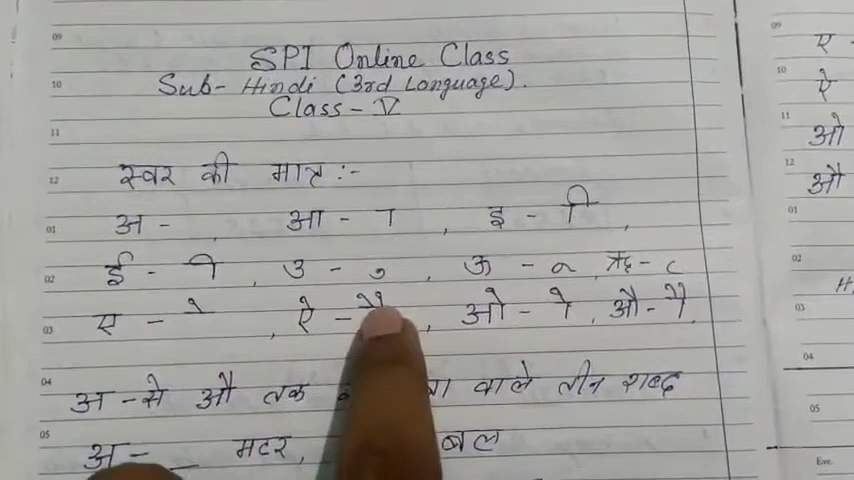 SPI Online Class
Sub- Hindi (3rd Language).
Class - V
स्वर की मात्र :-
अ - , आ - ा , इ - ि ,
ई - ी , उ - ु , ऊ - ू , ऋ - ृ
ए - े , ऐ - ै , ओ - ो , औ - ौ .
अ - से औ तक वाले तीन शब्द
अ - _ मटर,
ए
ऐ
ओ
औ